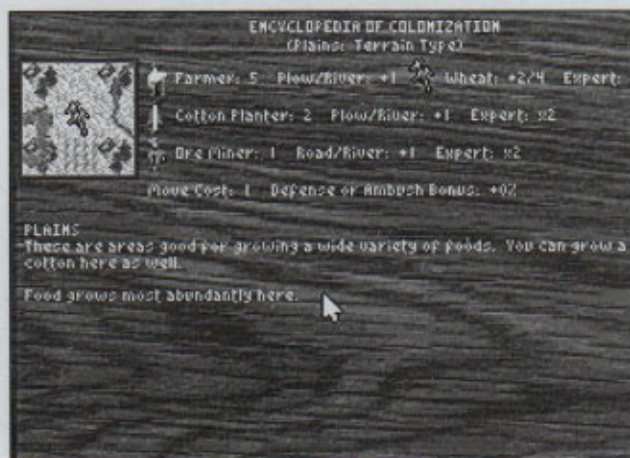 ENCYCLOPEDIA OF COLONIZATION
(Plains: Terrain Type)
Farmer: 5 Plow/River: +1 Wheat: +2/4 Expert:
Cotton Planter: 2 Plow/River: +1 Expert: x2
Ore Miner: 1 Road/River: +1 Expert: x2
Move Cost: 1 Defense or Ambush Bonus: +0%
PLAINS
These are areas good for growing a wide variety of foods. You can grow a
cotton here as well.
Food grows most abundantly here.